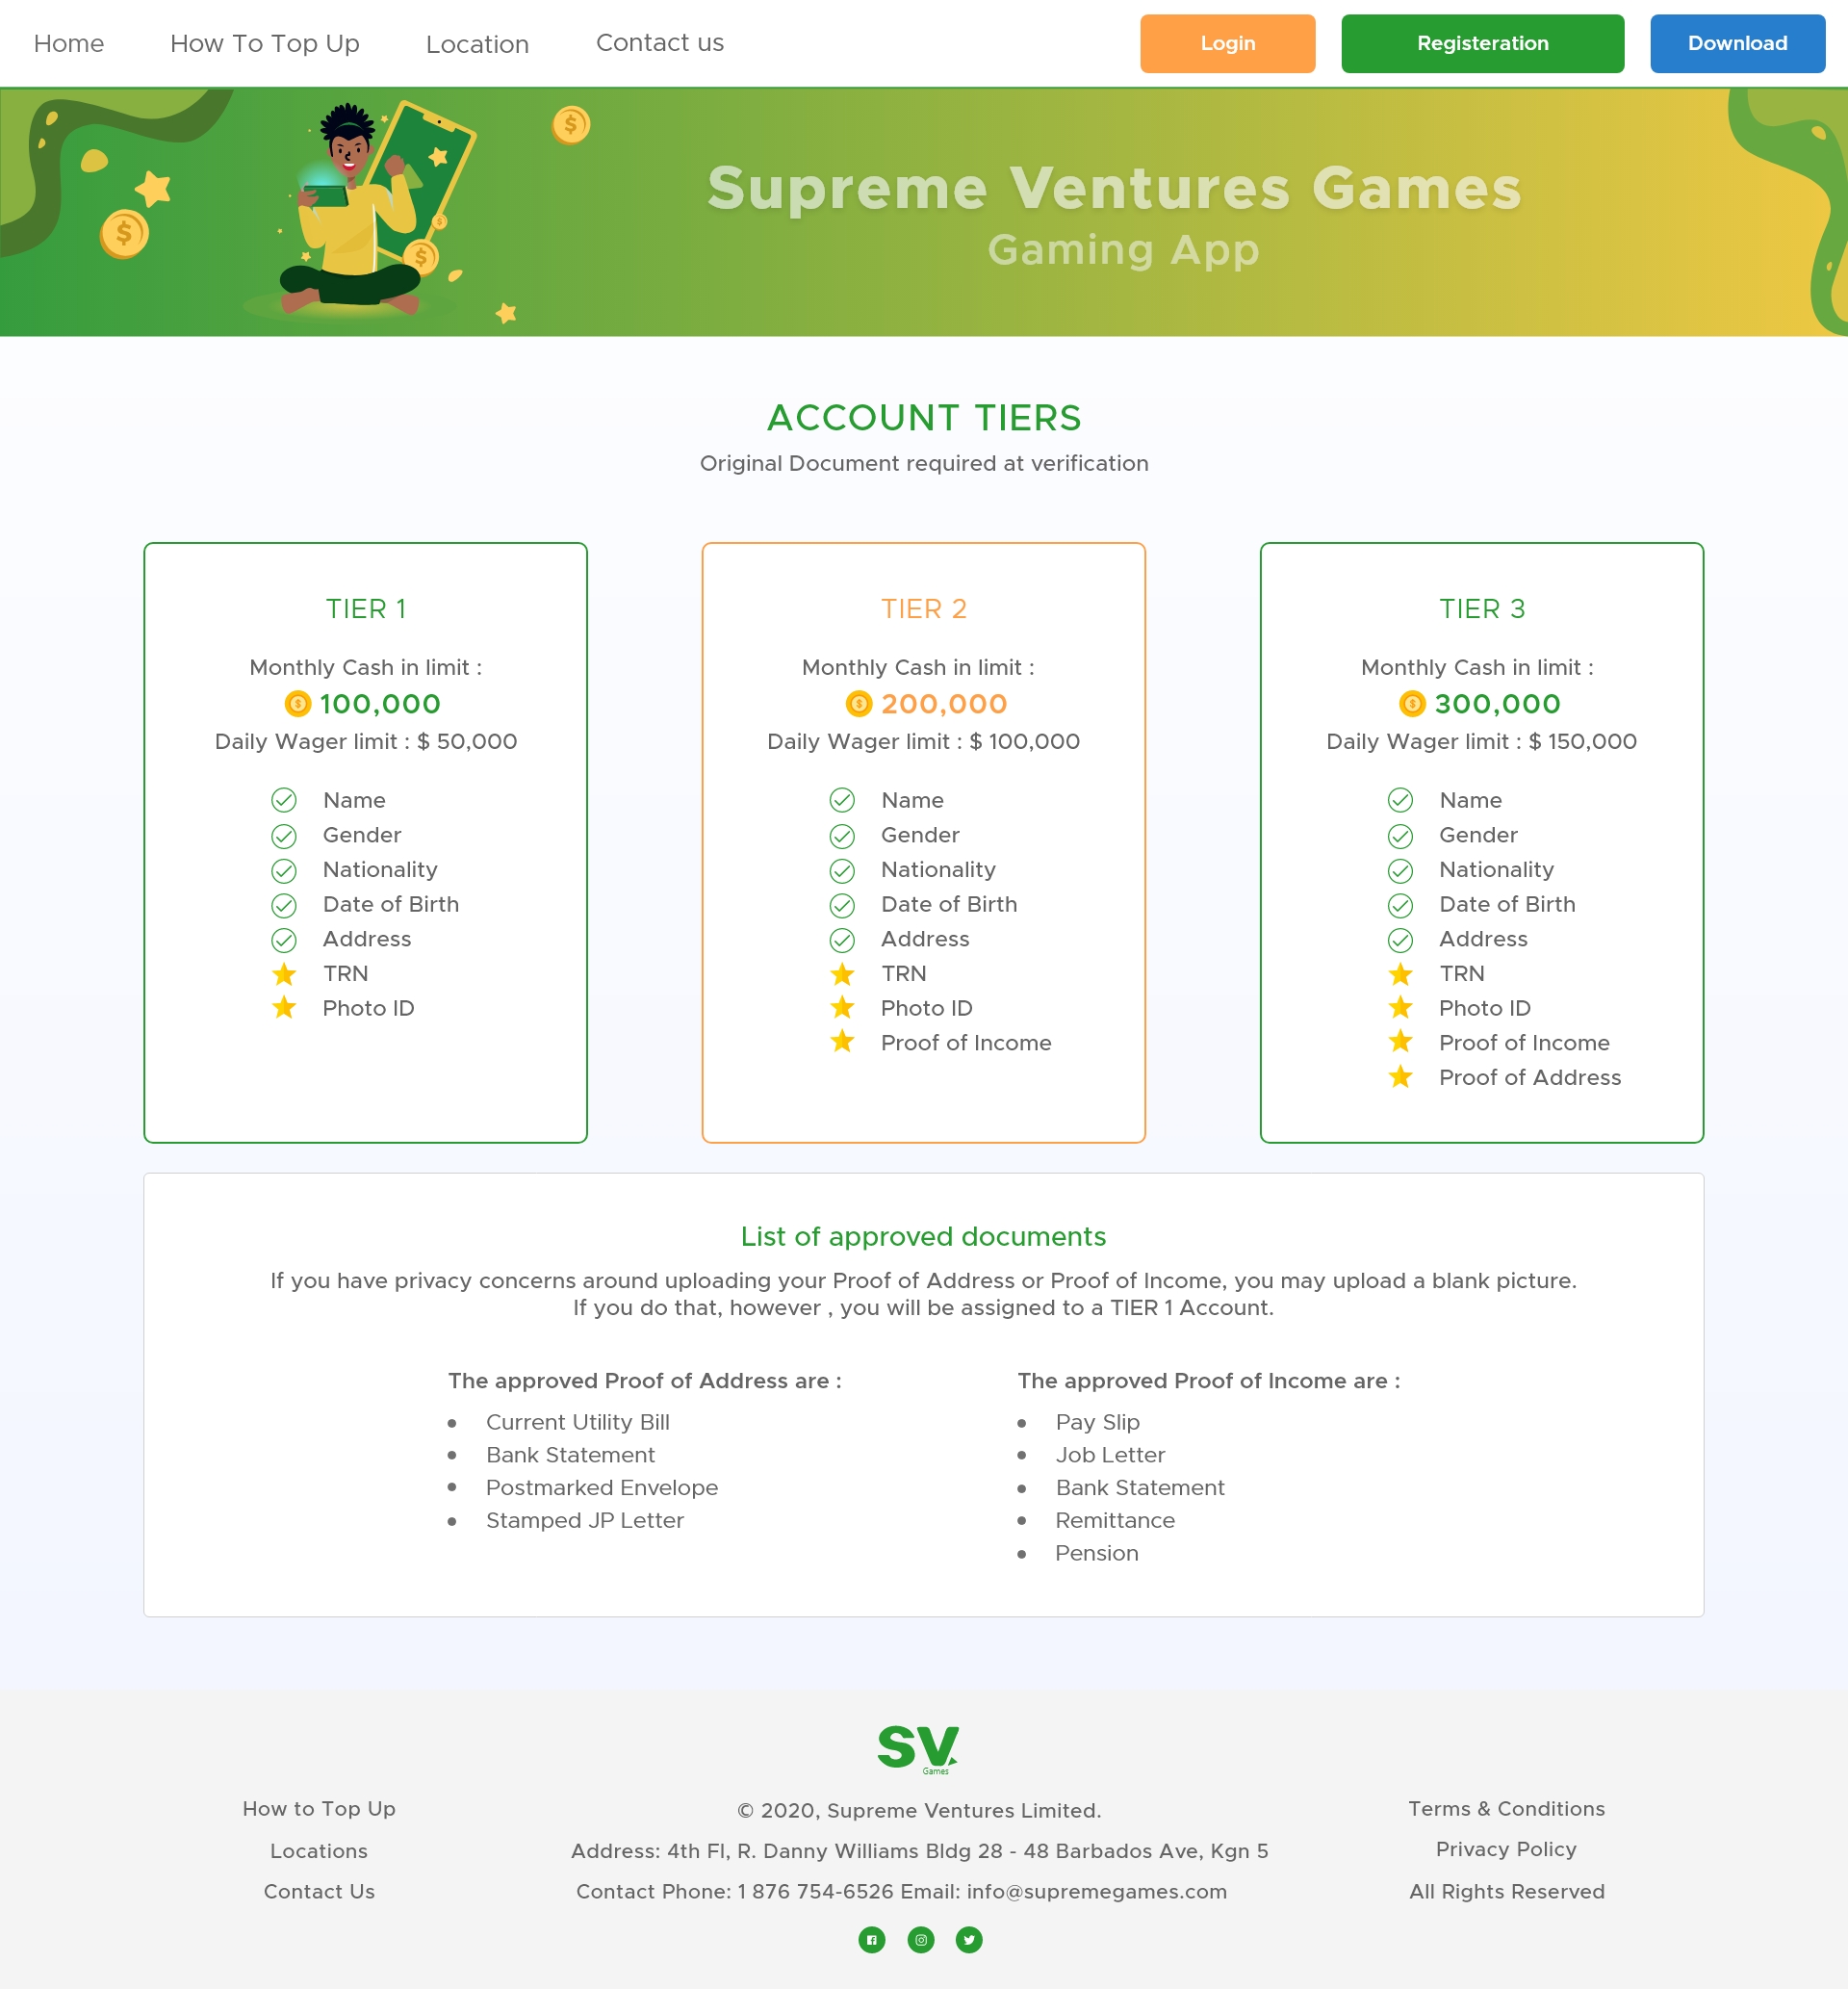 Home
How To Top Up
Location
Contact us
Login
Registeration
Download
Supreme Ventures Games
Gaming App
ACCOUNT TIERS
Original Document required at verification
TIER 1
Monthly Cash in limit :
100,000
Daily Wager limit : $ 50,000
Name
Gender
Nationality
Date of Birth
Address
TRN
Photo ID
TIER 2
Monthly Cash in limit :
200,000
Daily Wager limit : $ 100,000
Name
Gender
Nationality
Date of Birth
Address
TRN
Photo ID
Proof of Income
TIER 3
Monthly Cash in limit :
300,000
Daily Wager limit : $ 150,000
Name
Gender
Nationality
Date of Birth
Address
TRN
Photo ID
Proof of Income
Proof of Address
List of approved documents
If you have privacy concerns around uploading your Proof of Address or Proof of Income, you may upload a blank picture.
If you do that, however , you will be assigned to a TIER 1 Account.
The approved Proof of Address are :
Current Utility Bill
Bank Statement
Postmarked Envelope
Stamped JP Letter
The approved Proof of Income are :
Pay Slip
Job Letter
Bank Statement
Remittance
Pension
SV
Games
How to Top Up
Locations
Contact Us
© 2020, Supreme Ventures Limited.
Address: 4th Fl, R. Danny Williams Bldg 28 - 48 Barbados Ave, Kgn 5
Contact Phone: 1 876 754-6526 Email: info@supremegames.com
Terms & Conditions
Privacy Policy
All Rights Reserved